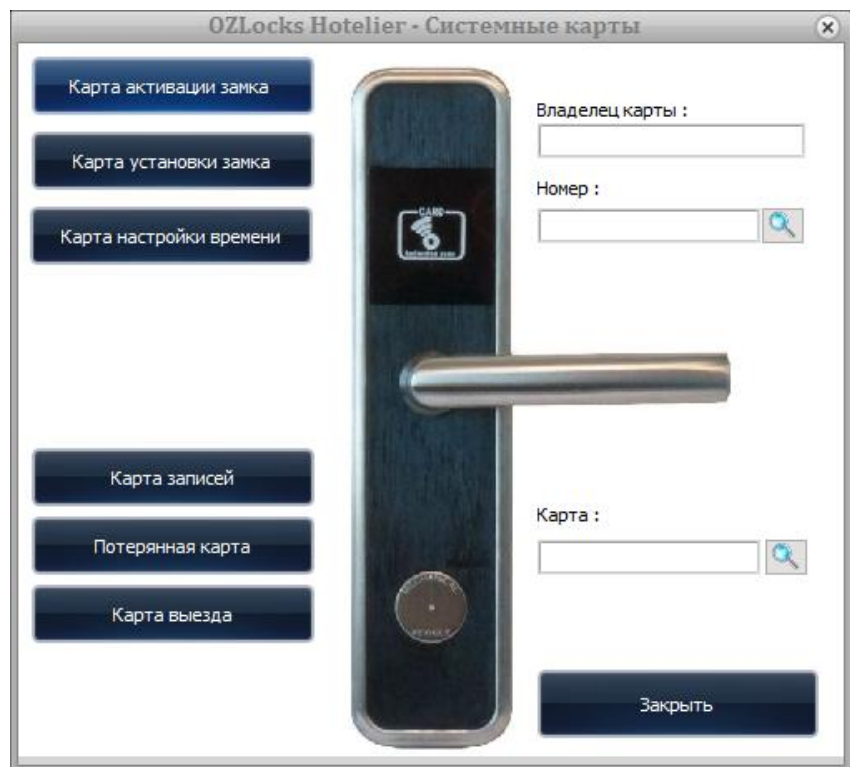 OZLocks Hotelier - Системные карты
Карта активации замка
Карта установки замка
Карта настройки времени
Карта записей
Потерянная карта
Карта выезда
CARD
Владелец карты :
Номер :
Карта :
Закрыть